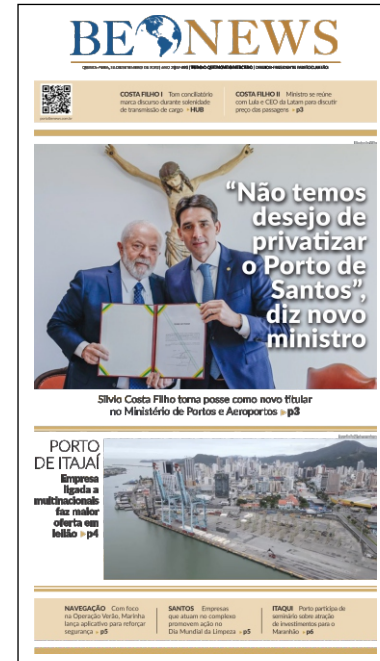 BE NEWS
COSTA FILHO I Tom conciliatório
marca discurso durante solenidade
de transmissão de cargo ▸ HUB
COSTA FILHO II Ministro se reúne
com Lula e CEO da Latam para discutir
preço das passagens ▸ p3
“Não temos
desejo de
privatizar
o Porto de
Santos”,
diz novo
ministro
Silvio Costa Filho toma posse como novo titular
no Ministério de Portos e Aeroportos ▸ p3
PORTO
DE ITAJAÍ
Empresa
ligada a
multinacionais
faz maior
oferta em
leilão ▸ p4
NAVEGAÇÃO Com foco
na Operação Verão, Marinha
lança aplicativo para reforçar
segurança ▸ p5
SANTOS Empresas
que atuam no complexo
promovem ação no
Dia Mundial da Limpeza ▸ p5
ITAQUI Porto participa de
seminário sobre atração
de investimentos para o
Maranhão ▸ p6